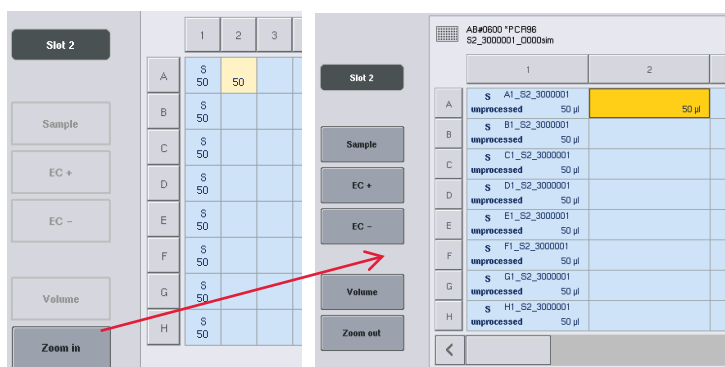 Slot 2
Sample
EC +
EC –
Volume
Zoom in
1 2 3
A S 50 50
B S 50
C S 50
D S 50
E S 50
F S 50
G S 50
H S 50
AB#0600 *PCR96
S2_3000001_0000sim
Slot 2
Sample
EC +
EC –
Volume
Zoom out
1 2
A S A1_S2_3000001
unprocessed 50 µl 50 µl
B S B1_S2_3000001
unprocessed 50 µl
C S C1_S2_3000001
unprocessed 50 µl
D S D1_S2_3000001
unprocessed 50 µl
E S E1_S2_3000001
unprocessed 50 µl
F S F1_S2_3000001
unprocessed 50 µl
G S G1_S2_3000001
unprocessed 50 µl
H S H1_S2_3000001
unprocessed 50 µl